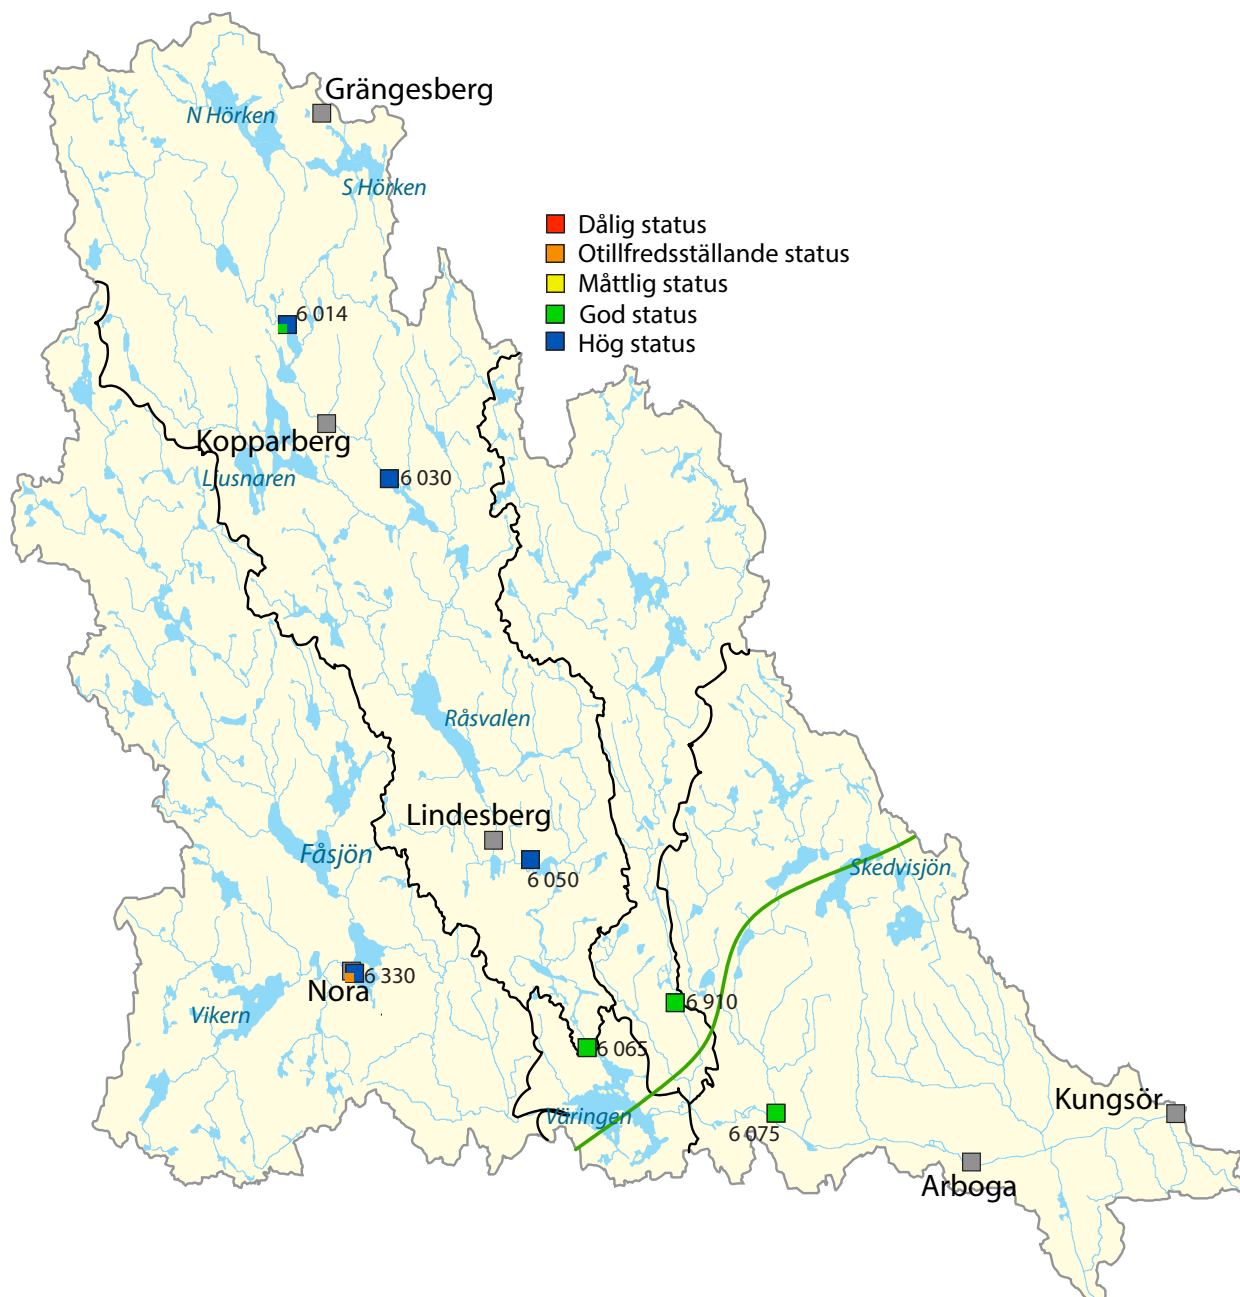 Grängesberg
N Hörken
S Hörken
Dålig status
Otillfredsställande status
Måttlig status
God status
Hög status
6 014
Kopparberg
Ljusnaren
6 030
Råsvalen
Lindesberg
Fåsjön
6 050
Skedvisjön
6 330
Nora
Vikern
6 910
6 065
Väringen
6 075
Kungsör
Arboga